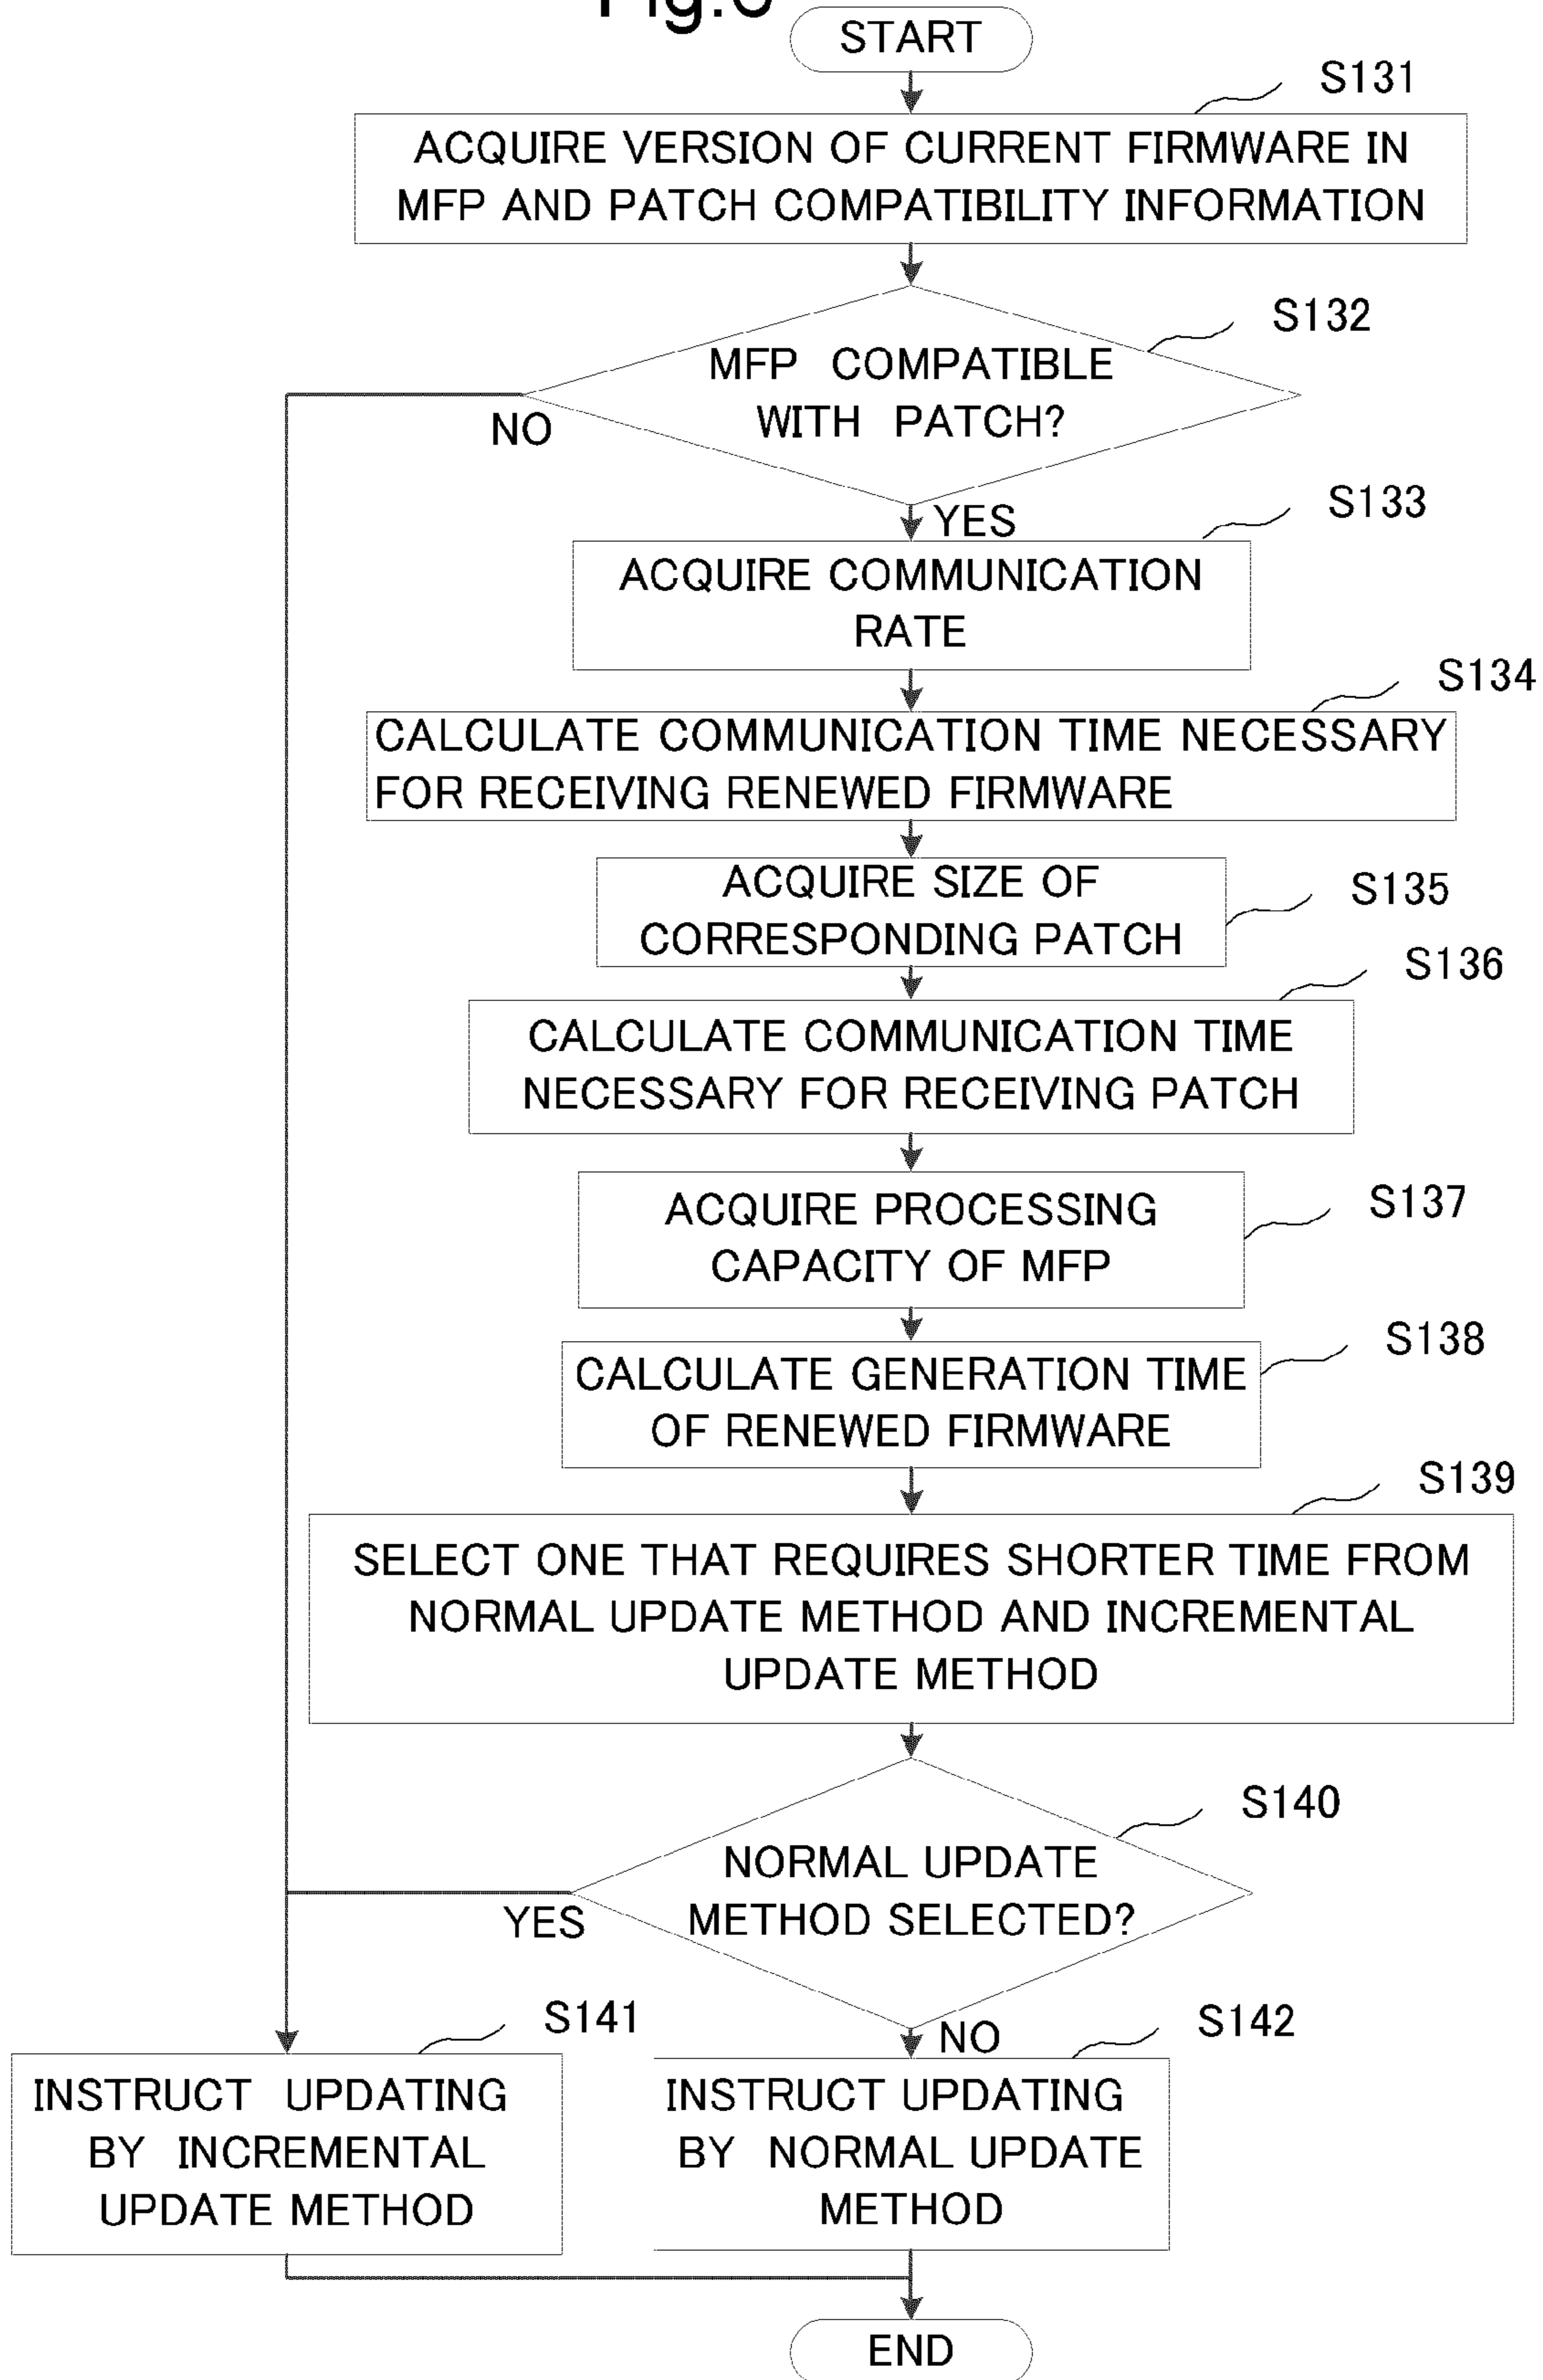 Fig.
START
S131
ACQUIRE VERSION OF CURRENT FIRMWARE IN
MFP AND PATCH COMPATIBILITY INFORMATION
S132
MFP COMPATIBLE
WITH PATCH?
NO
YES
S133
ACQUIRE COMMUNICATION
RATE
S134
CALCULATE COMMUNICATION TIME NECESSARY
FOR RECEIVING RENEWED FIRMWARE
S135
ACQUIRE SIZE OF
CORRESPONDING PATCH
S136
CALCULATE COMMUNICATION TIME
NECESSARY FOR RECEIVING PATCH
S137
ACQUIRE PROCESSING
CAPACITY OF MFP
S138
CALCULATE GENERATION TIME
OF RENEWED FIRMWARE
S139
SELECT ONE THAT REQUIRES SHORTER TIME FROM
NORMAL UPDATE METHOD AND INCREMENTAL
UPDATE METHOD
S140
NORMAL UPDATE
METHOD SELECTED?
YES
NO
S141
INSTRUCT UPDATING
BY INCREMENTAL
UPDATE METHOD
S142
INSTRUCT UPDATING
BY NORMAL UPDATE
METHOD
END